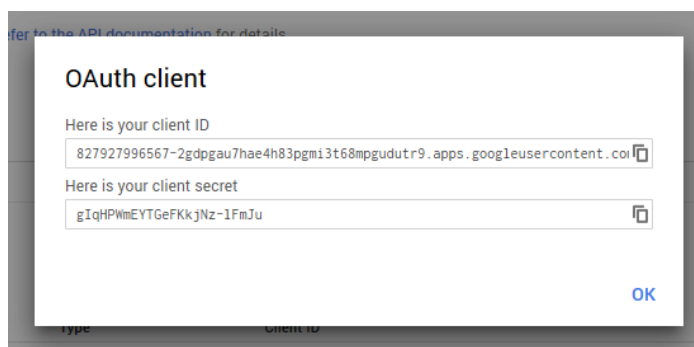 efer to the API documentation for details
OAuth client
Here is your client ID
827927996567-2gdpgau7hae4h83pgmi3t68mpgudutr9.apps.googleusercontent.co
Here is your client secret
gIqHPWmEYTGeFKkjNz-1FmJu
OK
Type Client ID